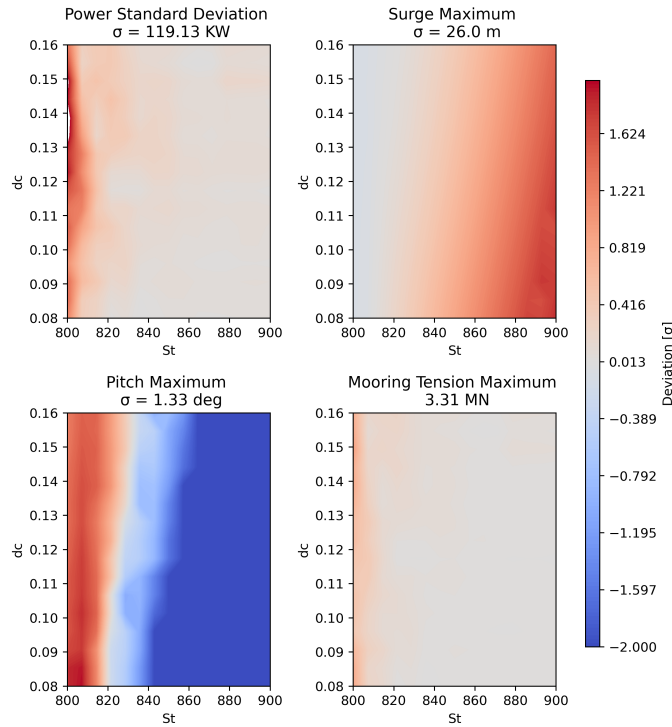 Power Standard Deviation
σ = 119.13 KW
Surge Maximum
σ = 26.0 m
0.16
0.15
0.14
0.13
0.12
0.11
0.10
0.09
0.08
dc
800 820 840 860 880 900
St
0.16
0.15
0.14
0.13
0.12
0.11
0.10
0.09
0.08
dc
800 820 840 860 880 900
St
Pitch Maximum
σ = 1.33 deg
Mooring Tension Maximum
3.31 MN
0.16
0.15
0.14
0.13
0.12
0.11
0.10
0.09
0.08
dc
800 820 840 860 880 900
St
0.16
0.15
0.14
0.13
0.12
0.11
0.10
0.09
0.08
dc
800 820 840 860 880 900
St
1.624
1.221
0.819
0.416
0.013
−0.389
−0.792
−1.195
−1.597
−2.000
Deviation [σ]